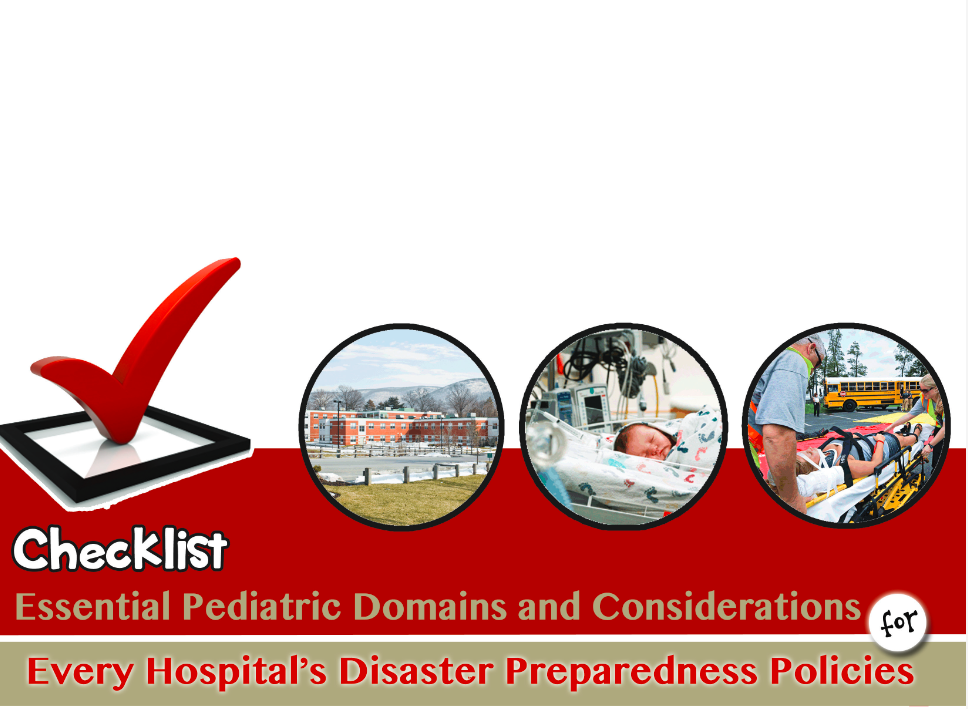 Checklist
Essential Pediatric Domains and Considerations
for
Every Hospital's Disaster Preparedness Policies